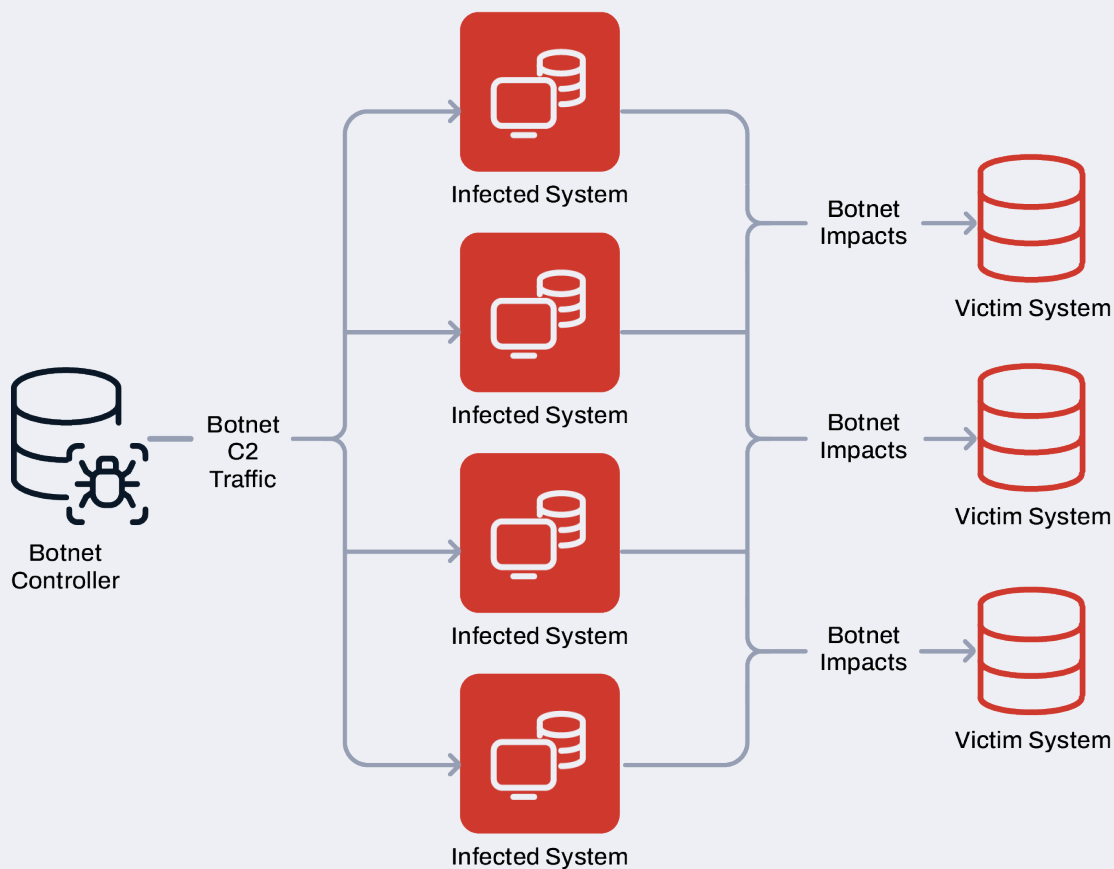 Botnet
Controller
Botnet
C2
Traffic
Infected System
Infected System
Infected System
Infected System
Botnet
Impacts
Victim System
Botnet
Impacts
Victim System
Botnet
Impacts
Victim System